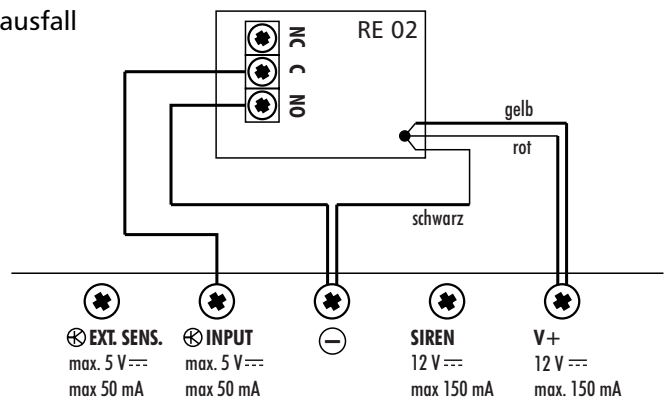 ausfall
RE 02
NC
C
NO
gelb
rot
schwarz
EXT. SENS.
max. 5 V
max 50 mA
INPUT
max. 5 V
max 50 mA
SIREN
12 V
max 150 mA
V+
12 V
max. 150 mA